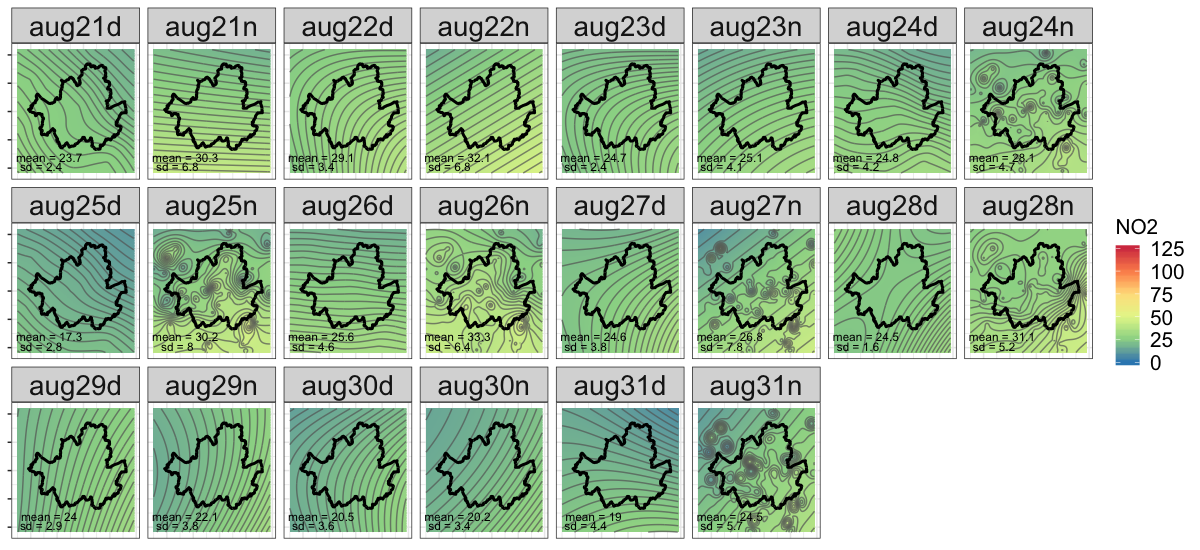 aug21d aug21n aug22d aug22n aug23d aug23n aug24d aug24n
mean = 23.7 mean = 30.3 mean = 29.1 mean = 32.1 mean = 24.7 mean = 25.1 mean = 24.8 mean = 28.1
sd = 2.4 sd = 6.8 sd = 3.4 sd = 6.8 sd = 2.4 sd = 4.1 sd = 4.2 sd = 4.7
aug25d aug25n aug26d aug26n aug27d aug27n aug28d aug28n
mean = 17.3 mean = 30.2 mean = 25.6 mean = 33.3 mean = 24.6 mean = 26.8 mean = 24.5 mean = 31.1
sd = 2.8 sd = 8 sd = 4.6 sd = 6.4 sd = 3.8 sd = 7.8 sd = 1.6 sd = 5.2
NO2
125
100
75
50
25
0
aug29d aug29n aug30d aug30n aug31d aug31n
mean = 24 mean = 22.1 mean = 20.5 mean = 20.2 mean = 19 mean = 24.5
sd = 2.9 sd = 3.8 sd = 3.6 sd = 3.4 sd = 4.4 sd = 5.7